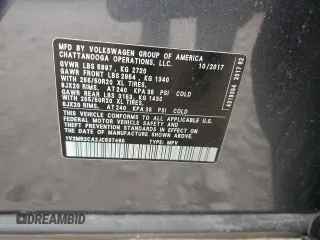 MFD BY VOLKSWAGEN GROUP OF AMERICA
CHATTANOOGA OPERATIONS, LLC. 10/2017
GVWR LBS 5997, KG 2720
GAWR FRONT LBS 2954, KG 1340
WITH 255/50R20 XL TIRES,
8JX20 RIMS, AT 240 KPA 35 PSI COLD
GAWR REAR LBS 3153, KG 1430
WITH 255/50R20 XL TIRES,
8JX20 RIMS, AT 240 KPA 35 PSI COLD
THIS VEHICLE CONFORMS TO ALL APPLICABLE
FEDERAL MOTOR VEHICLE SAFETY AND
THEFT PREVENTION STANDARDS IN EFFECT
ON THE DATE OF MANUFACTURE SHOWN ABOVE
TYPE: MPV
© IDEAMBID Autohelperbot.com